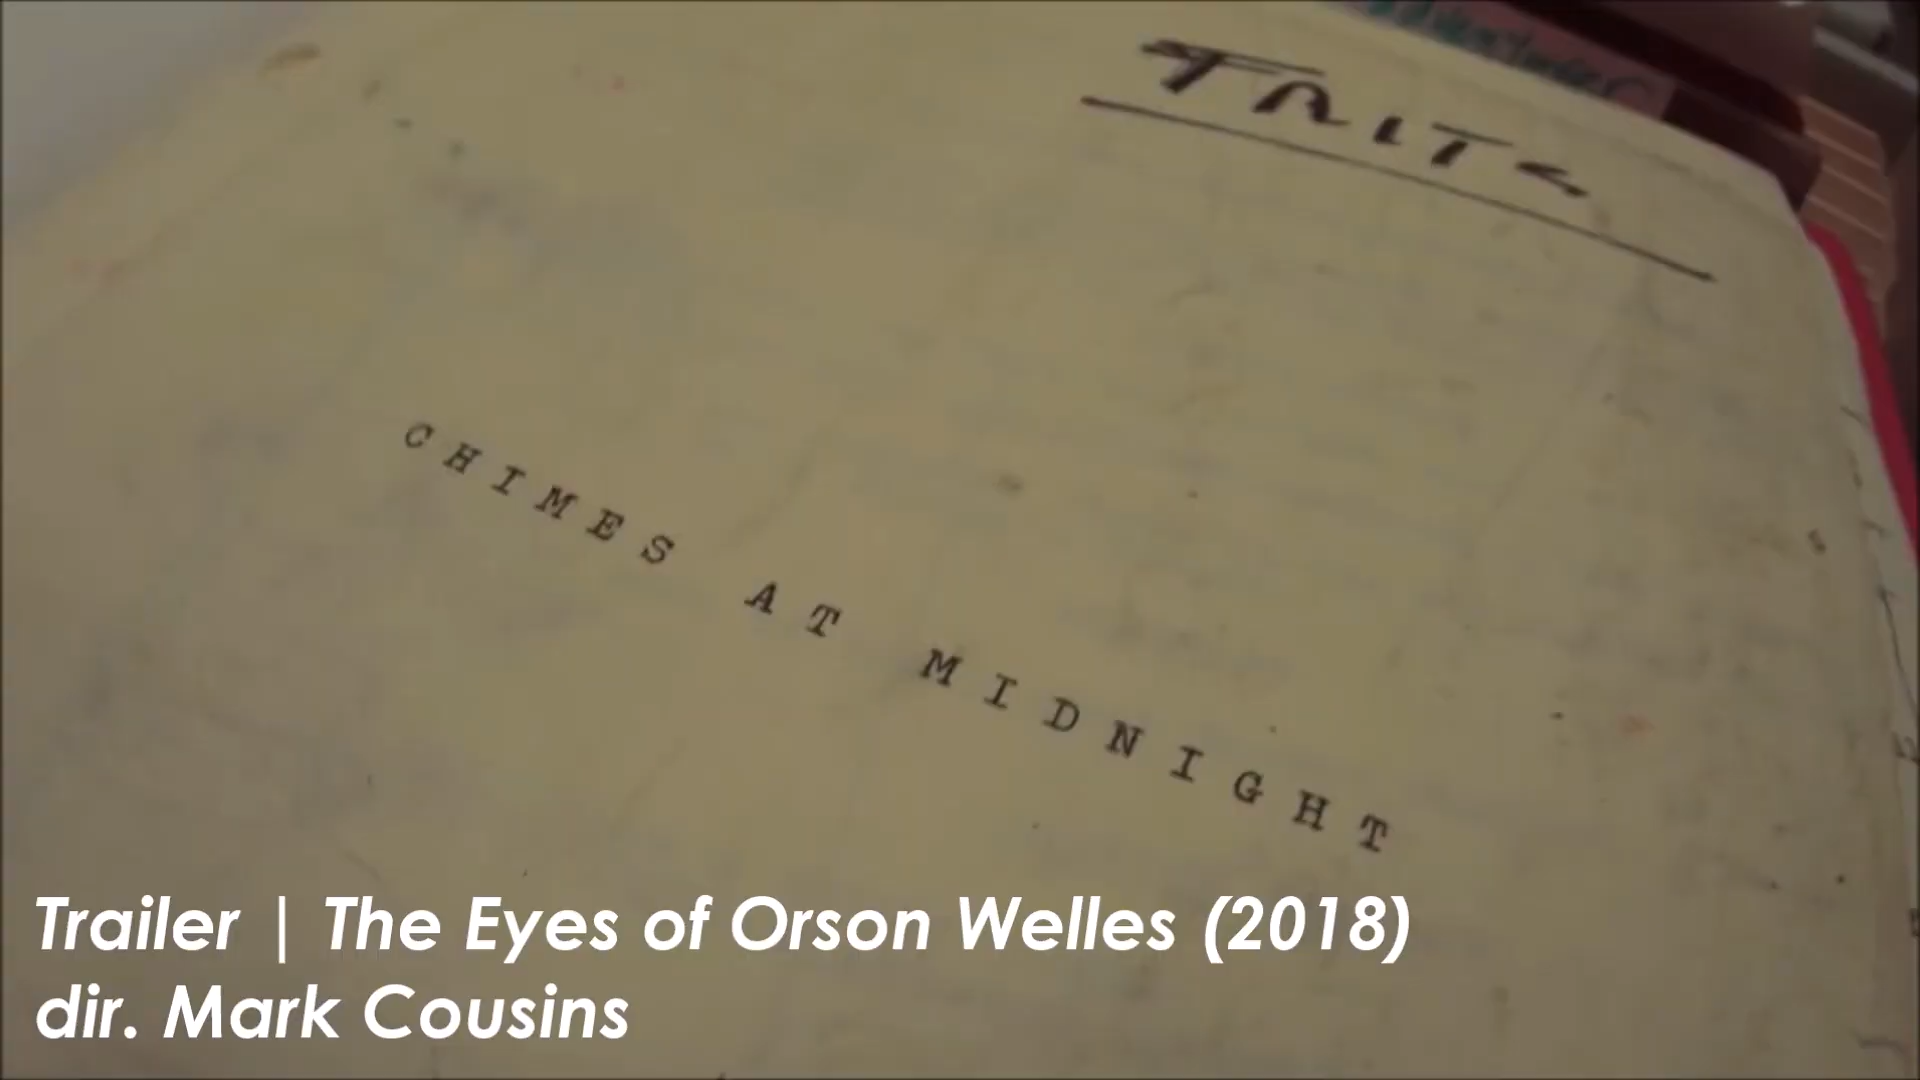 CHIMES AT MIDNIGHT
Trailer | The Eyes of Orson Welles (2018)
dir. Mark Cousins